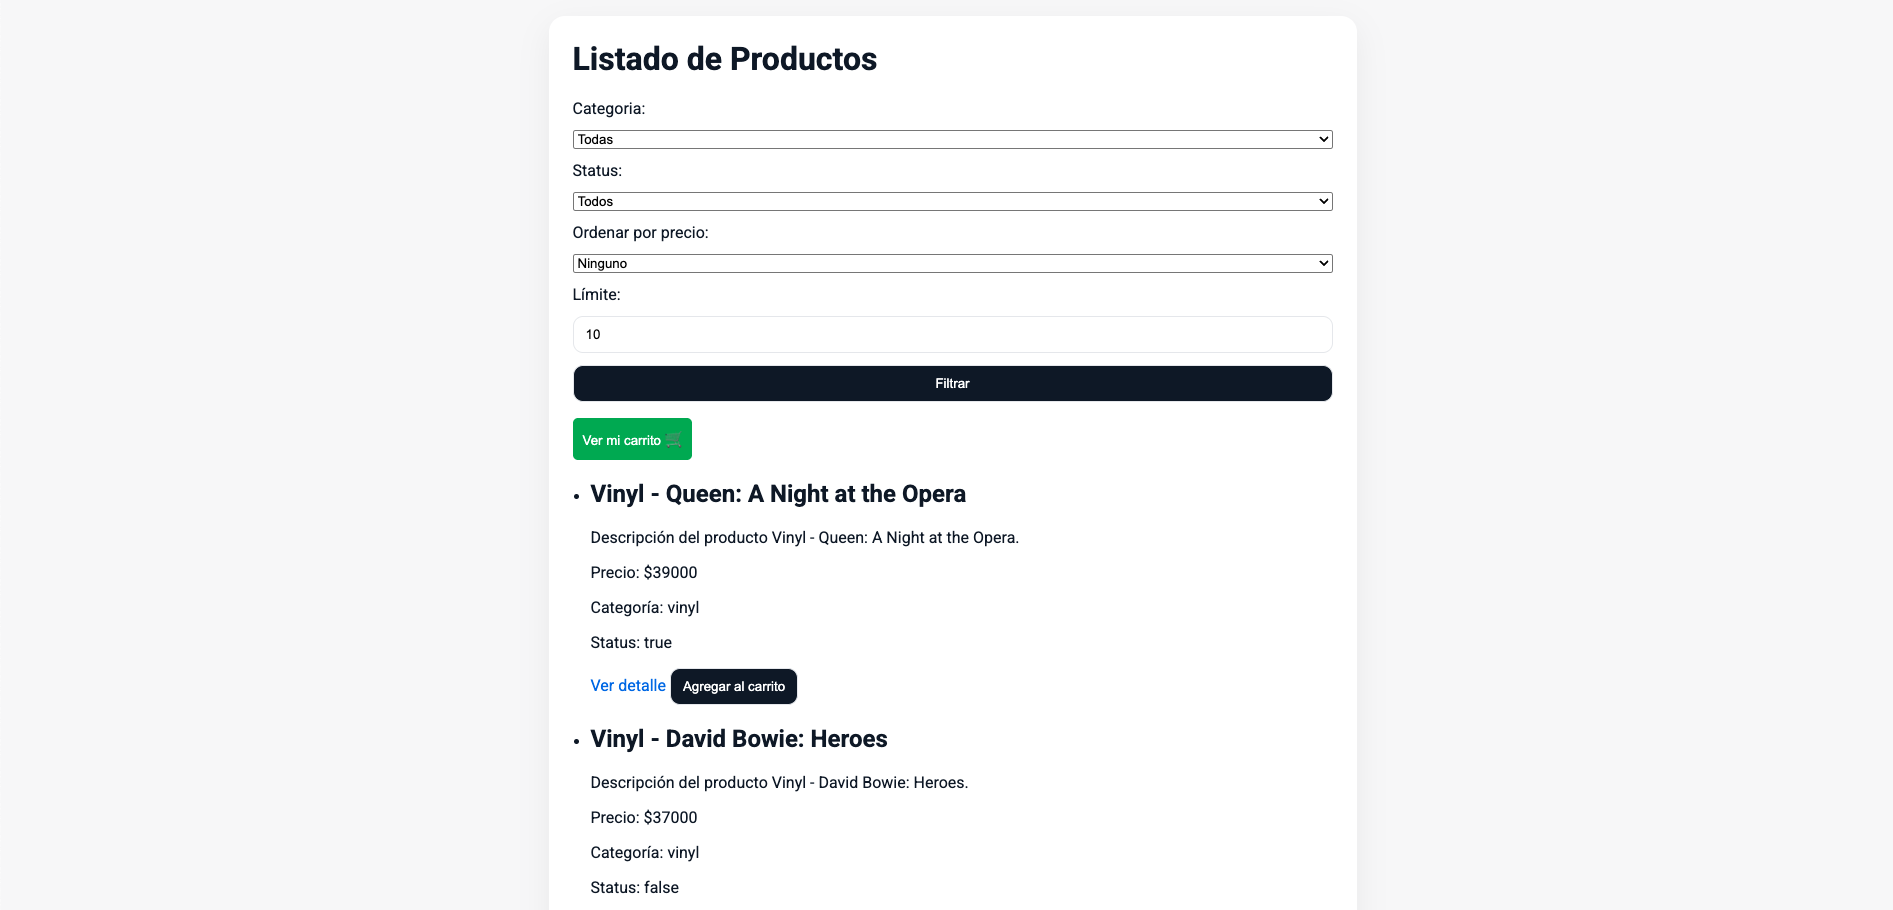 Listado de Productos
Categoria:
Todas
Status:
Todos
Ordenar por precio:
Ninguno
Límite:
10
Filtrar
Ver mi carrito 🛒
Vinyl - Queen: A Night at the Opera
Descripción del producto Vinyl - Queen: A Night at the Opera.
Precio: $39000
Categoría: vinyl
Status: true
Ver detalle Agregar al carrito
Vinyl - David Bowie: Heroes
Descripción del producto Vinyl - David Bowie: Heroes.
Precio: $37000
Categoría: vinyl
Status: false